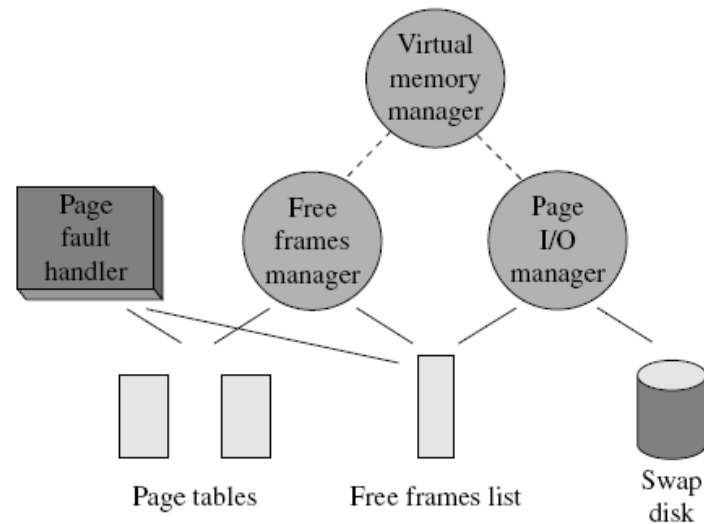 Virtual
memory
manager
Page
fault
handler
Free
frames
manager
Page
I/O
manager
Page tables
Free frames list
Swap
disk